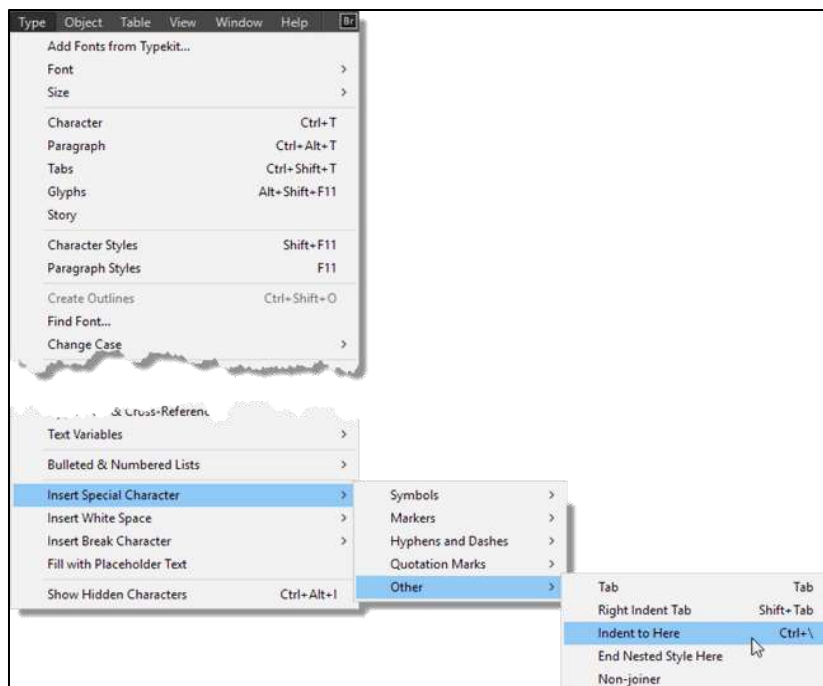 Type Object Table View Window Help Br
Add Fonts from Typekit...
Font >
Size >
Character Ctrl+T
Paragraph Ctrl+Alt+T
Tabs Ctrl+Shift+T
Glyphs Alt+Shift+F11
Story
Character Styles Shift+F11
Paragraph Styles F11
Create Outlines Ctrl+Shift+O
Find Font...
Change Case >
& Cross-Referenc
Text Variables >
Bulleted & Numbered Lists >
Insert Special Character >
Insert White Space >
Insert Break Character >
Fill with Placeholder Text
Show Hidden Characters Ctrl+Alt+I
Symbols >
Markers >
Hyphens and Dashes >
Quotation Marks >
Other >
Tab Tab
Right Indent Tab Shift+Tab
Indent to Here Ctrl+\
End Nested Style Here
Non-joiner